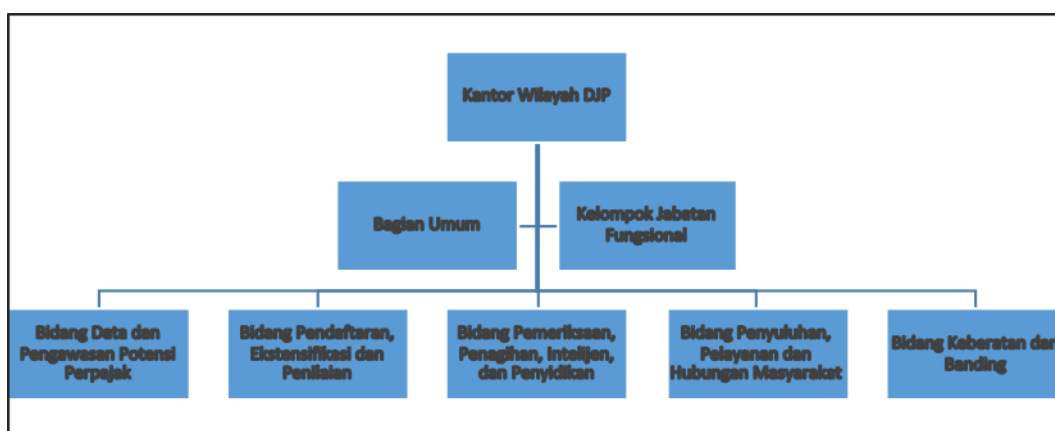 Kantor Wilayah DJP
Bagian Umum
Kelompok Jabatan
Fungsional
Bidang Data dan
Pengawasan Potensi
Perpajak
Bidang Pendaftaran,
Ekstensifikasi dan
Penilaian
Bidang Pemeriksaan,
Penagihan, Intelijen,
dan Penyidikan
Bidang Penyuluhan,
Pelayanan dan
Hubungan Masyarakat
Bidang Keberatan dan
Banding